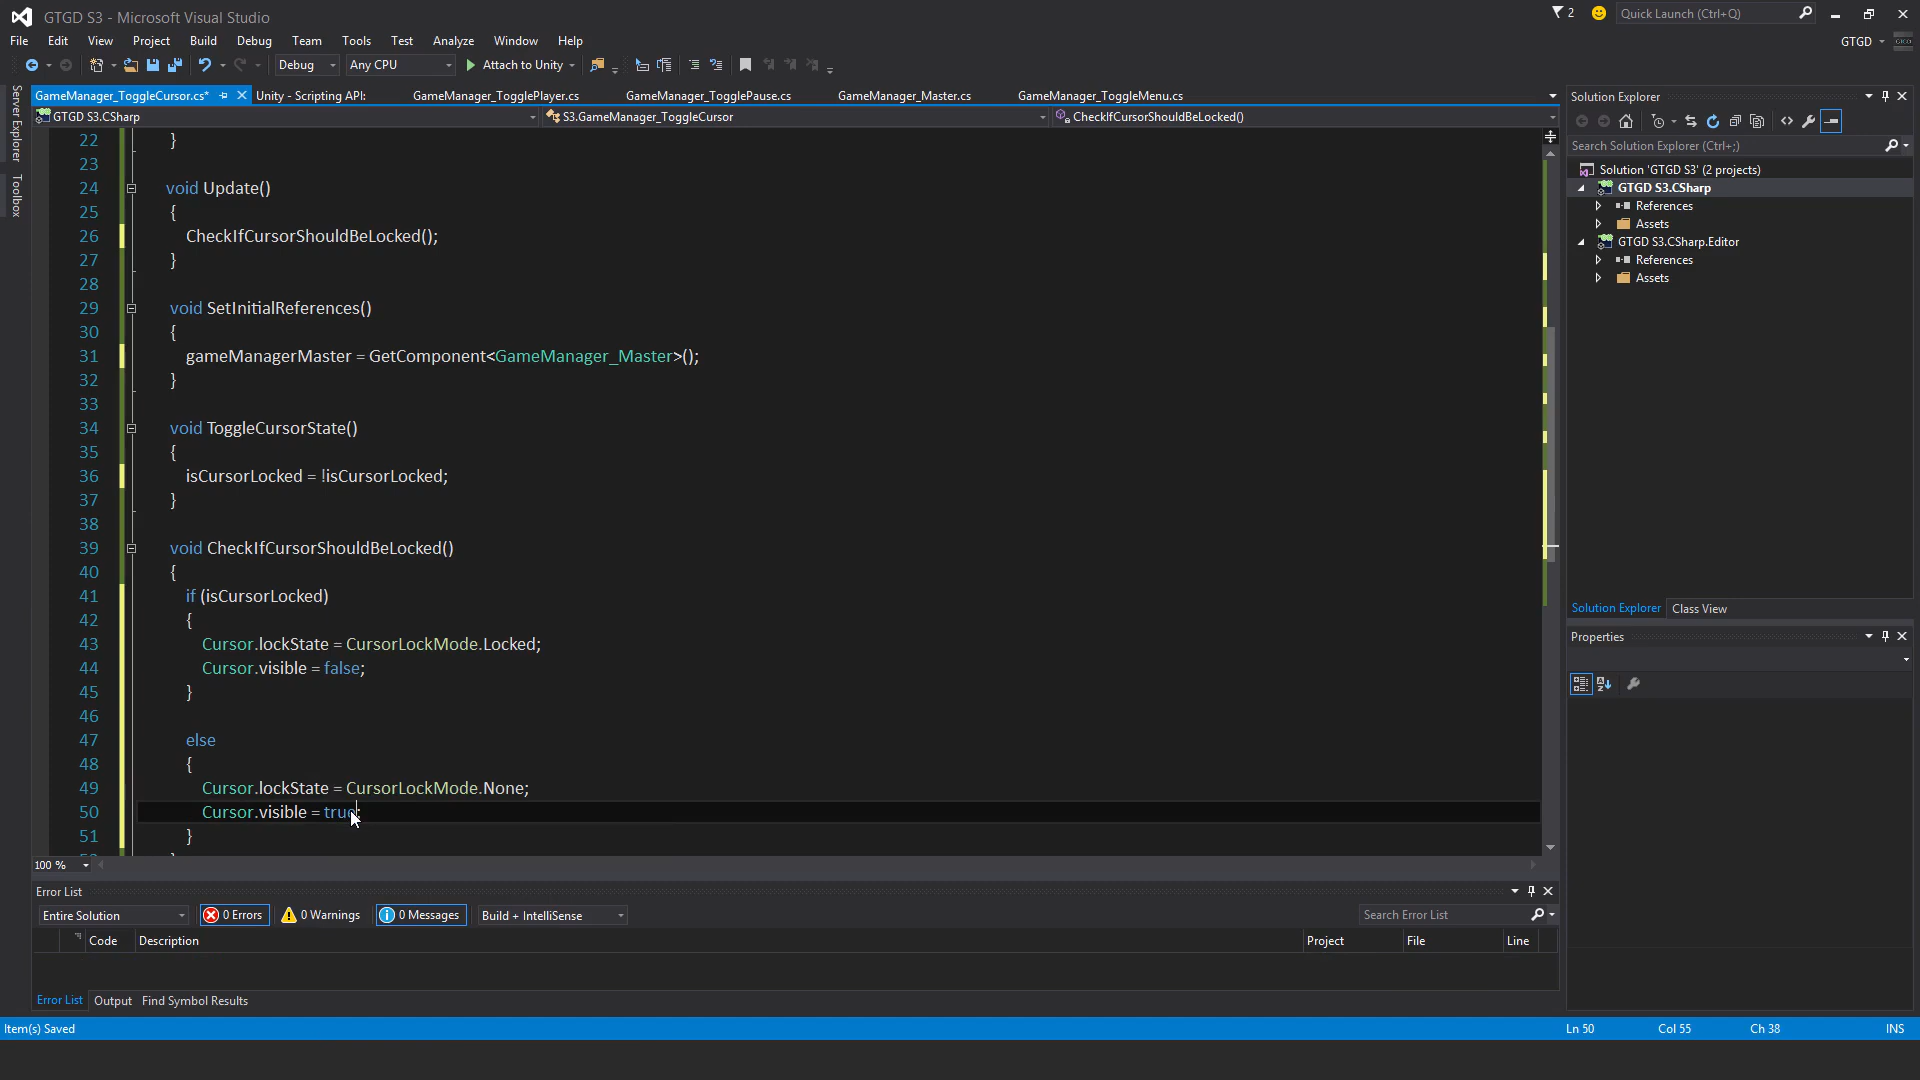 GTGD S3 - Microsoft Visual Studio
2
Quick Launch (Ctrl+Q)
File Edit View Project Build Debug Team Tools Test Analyze Window Help
GTGD
Debug Any CPU Attach to Unity
GameManager_ToggleCursor.cs* Unity - Scripting API: GameManager_TogglePlayer.cs GameManager_TogglePause.cs GameManager_Master.cs GameManager_ToggleMenu.cs
GTGD S3.CSharp S3.GameManager_ToggleCursor CheckIfCursorShouldBeLocked()
Server Explorer
Toolbox
22 }
23
24 void Update()
25 {
26 CheckIfCursorShouldBeLocked();
27 }
28
29 void SetInitialReferences()
30 {
31 gameManagerMaster = GetComponent<GameManager_Master>();
32 }
33
34 void ToggleCursorState()
35 {
36 isCursorLocked = !isCursorLocked;
37 }
38
39 void CheckIfCursorShouldBeLocked()
40 {
41 if (isCursorLocked)
42 {
43 Cursor.lockState = CursorLockMode.Locked;
44 Cursor.visible = false;
45 }
46
47 else
48 {
49 Cursor.lockState = CursorLockMode.None;
50 Cursor.visible = true;
51 }
100 %
Solution Explorer
Search Solution Explorer (Ctrl+;)
Solution 'GTGD S3' (2 projects)
GTGD S3.CSharp
References
Assets
GTGD S3.CSharp.Editor
References
Assets
Solution Explorer Class View
Properties
Error List
Entire Solution 0 Errors 0 Warnings 0 Messages Build + IntelliSense Search Error List
Code Description Project File Line
Error List Output Find Symbol Results
Item(s) Saved Ln 50 Col 55 Ch 38 INS